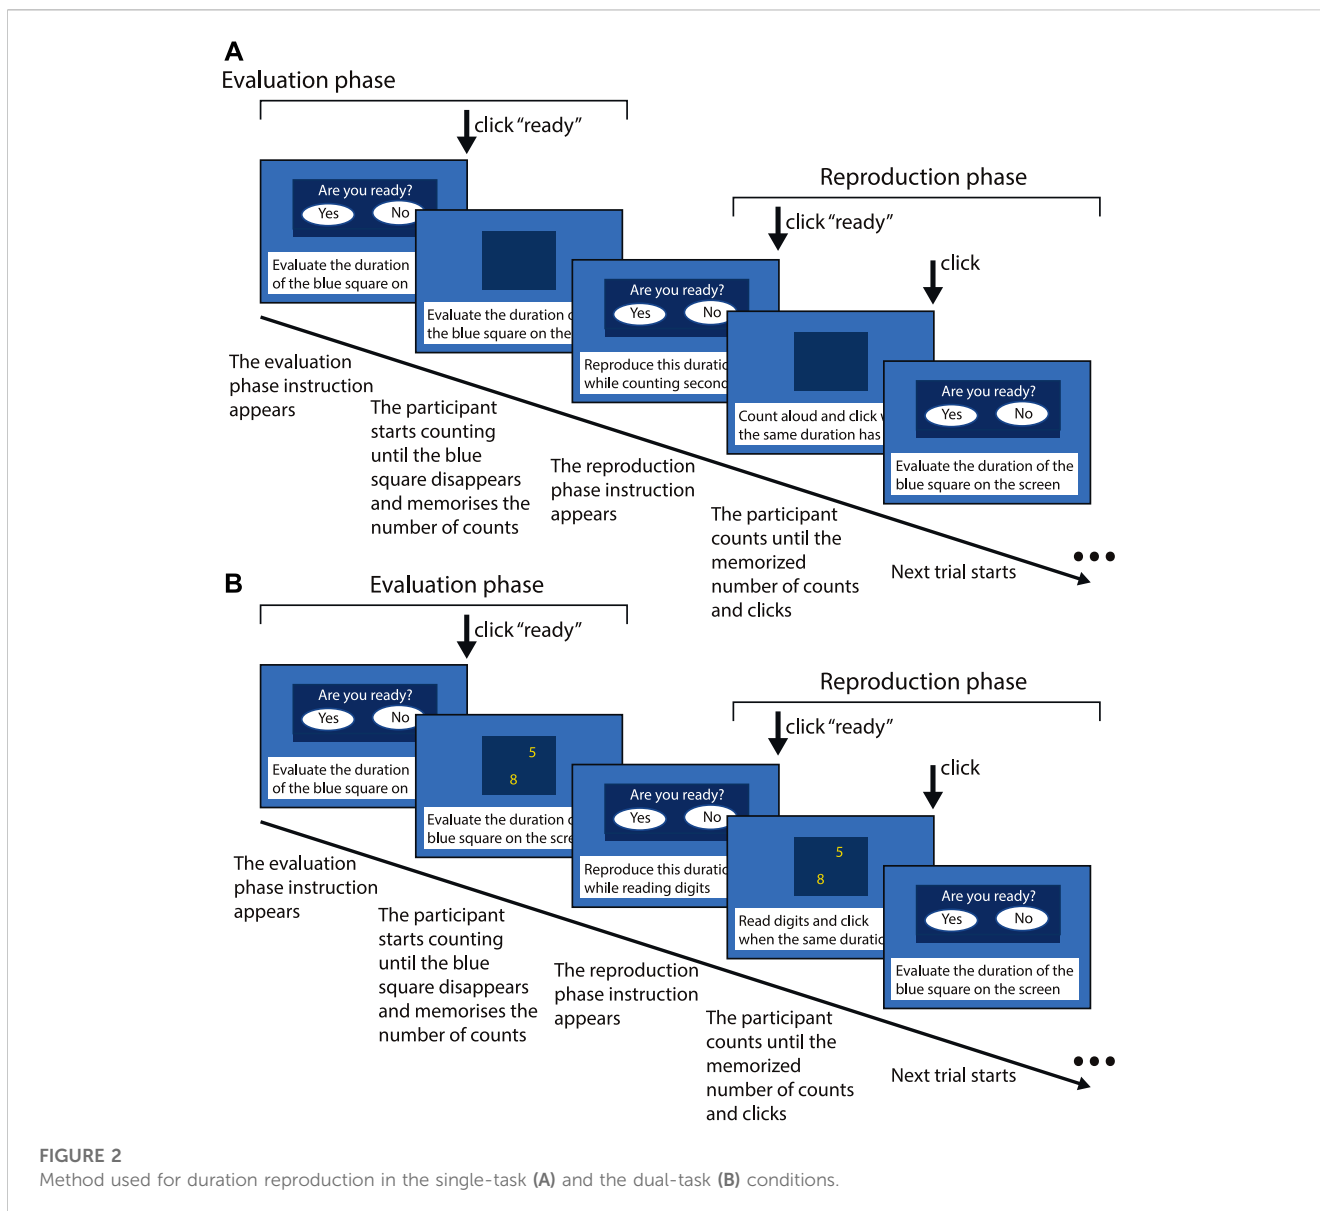 A
Evaluation phase
click “ready”
Are you ready?
Yes No
Evaluate the duration
of the blue square on
Evaluate the duration
the blue square on the
Reproduction phase
click “ready”
click
Are you ready?
Yes No
Reproduce this duratio
while counting second
Count aloud and click
the same duration has
Are you ready?
Yes No
Evaluate the duration of the
blue square on the screen
The evaluation
phase instruction
appears
The participant
starts counting
until the blue
square disappears
and memorises the
number of counts
The reproduction
phase instruction
appears
The participant
counts until the
memorized
number of counts
and clicks
Next trial starts
•••
B
Evaluation phase
click “ready”
Are you ready?
Yes No
Evaluate the duration
of the blue square on
5
8
Evaluate the duration
blue square on the scre
Reproduction phase
click “ready”
click
Are you ready?
Yes No
Reproduce this duratio
while reading digits
5
8
Read digits and click
when the same duratio
Are you ready?
Yes No
Evaluate the duration of the
blue square on the screen
The evaluation
phase instruction
appears
The participant
starts counting
until the blue
square disappears
and memorises the
number of counts
The reproduction
phase instruction
appears
The participant
counts until the
memorized
number of counts
and clicks
Next trial starts
•••
FIGURE 2
Method used for duration reproduction in the single-task (A) and the dual-task (B) conditions.